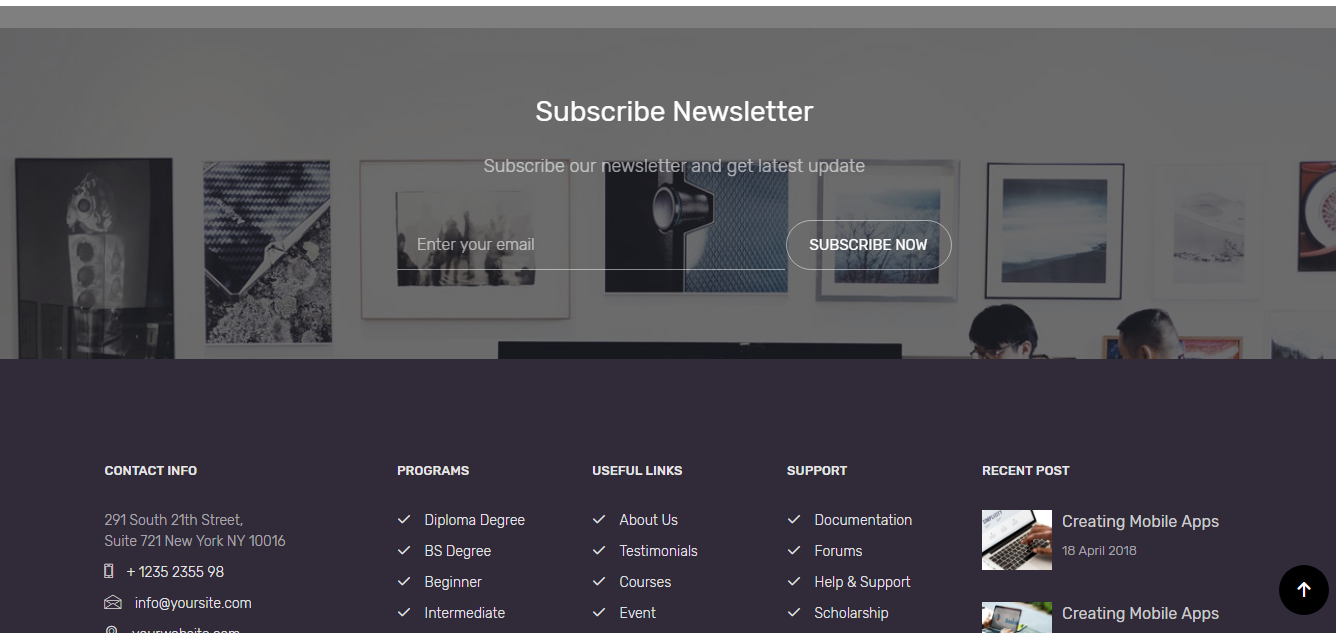 Subscribe Newsletter
Subscribe our newsletter and get latest update
Enter your email
SUBSCRIBE NOW
CONTACT INFO
291 South 21th Street,
Suite 721 New York NY 10016
+ 1235 2355 98
info@yoursite.com
yourwebsite.com
PROGRAMS
Diploma Degree
BS Degree
Beginner
Intermediate
USEFUL LINKS
About Us
Testimonials
Courses
Event
SUPPORT
Documentation
Forums
Help & Support
Scholarship
RECENT POST
Creating Mobile Apps
18 April 2018
Creating Mobile Apps